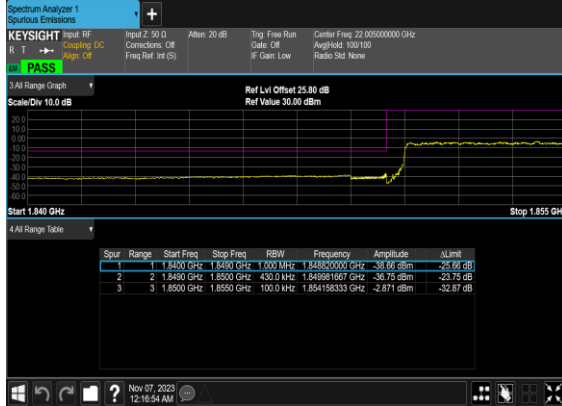 Spectrum Analyzer 1
Spurious Emissions
+
KEYSIGHT Input: RF Input Z: 50 Ω Atten: 20 dB Trig: Free Run Center Freq: 22.005000000 GHz
R T Coupling: DC Corrections: Off Gate: Off Avg|Hold: 100/100
Align: Off Freq Ref: Int (S) IF Gain: Low Radio Std: None
PASS
3 All Range Graph
Ref Lvl Offset 25.80 dB
Scale/Div 10.0 dB Ref Value 30.00 dBm
20.0
10.0
0.00
-10.0
-20.0
-30.0
-40.0
-50.0
-60.0
Start 1.840 GHz Stop 1.855 GH
4 All Range Table
Spur Range Start Freq Stop Freq RBW Frequency Amplitude ΔLimit
1 1 1.8400 GHz 1.8490 GHz 1.000 MHz 1.848820000 GHz -38.66 dBm -25.66 dB
2 2 1.8490 GHz 1.8500 GHz 430.0 kHz 1.849981667 GHz -36.75 dBm -23.75 dB
3 3 1.8500 GHz 1.8550 GHz 100.0 kHz 1.854158333 GHz -2.871 dBm -32.87 dB
? Nov 07, 2023
12:16:54 AM